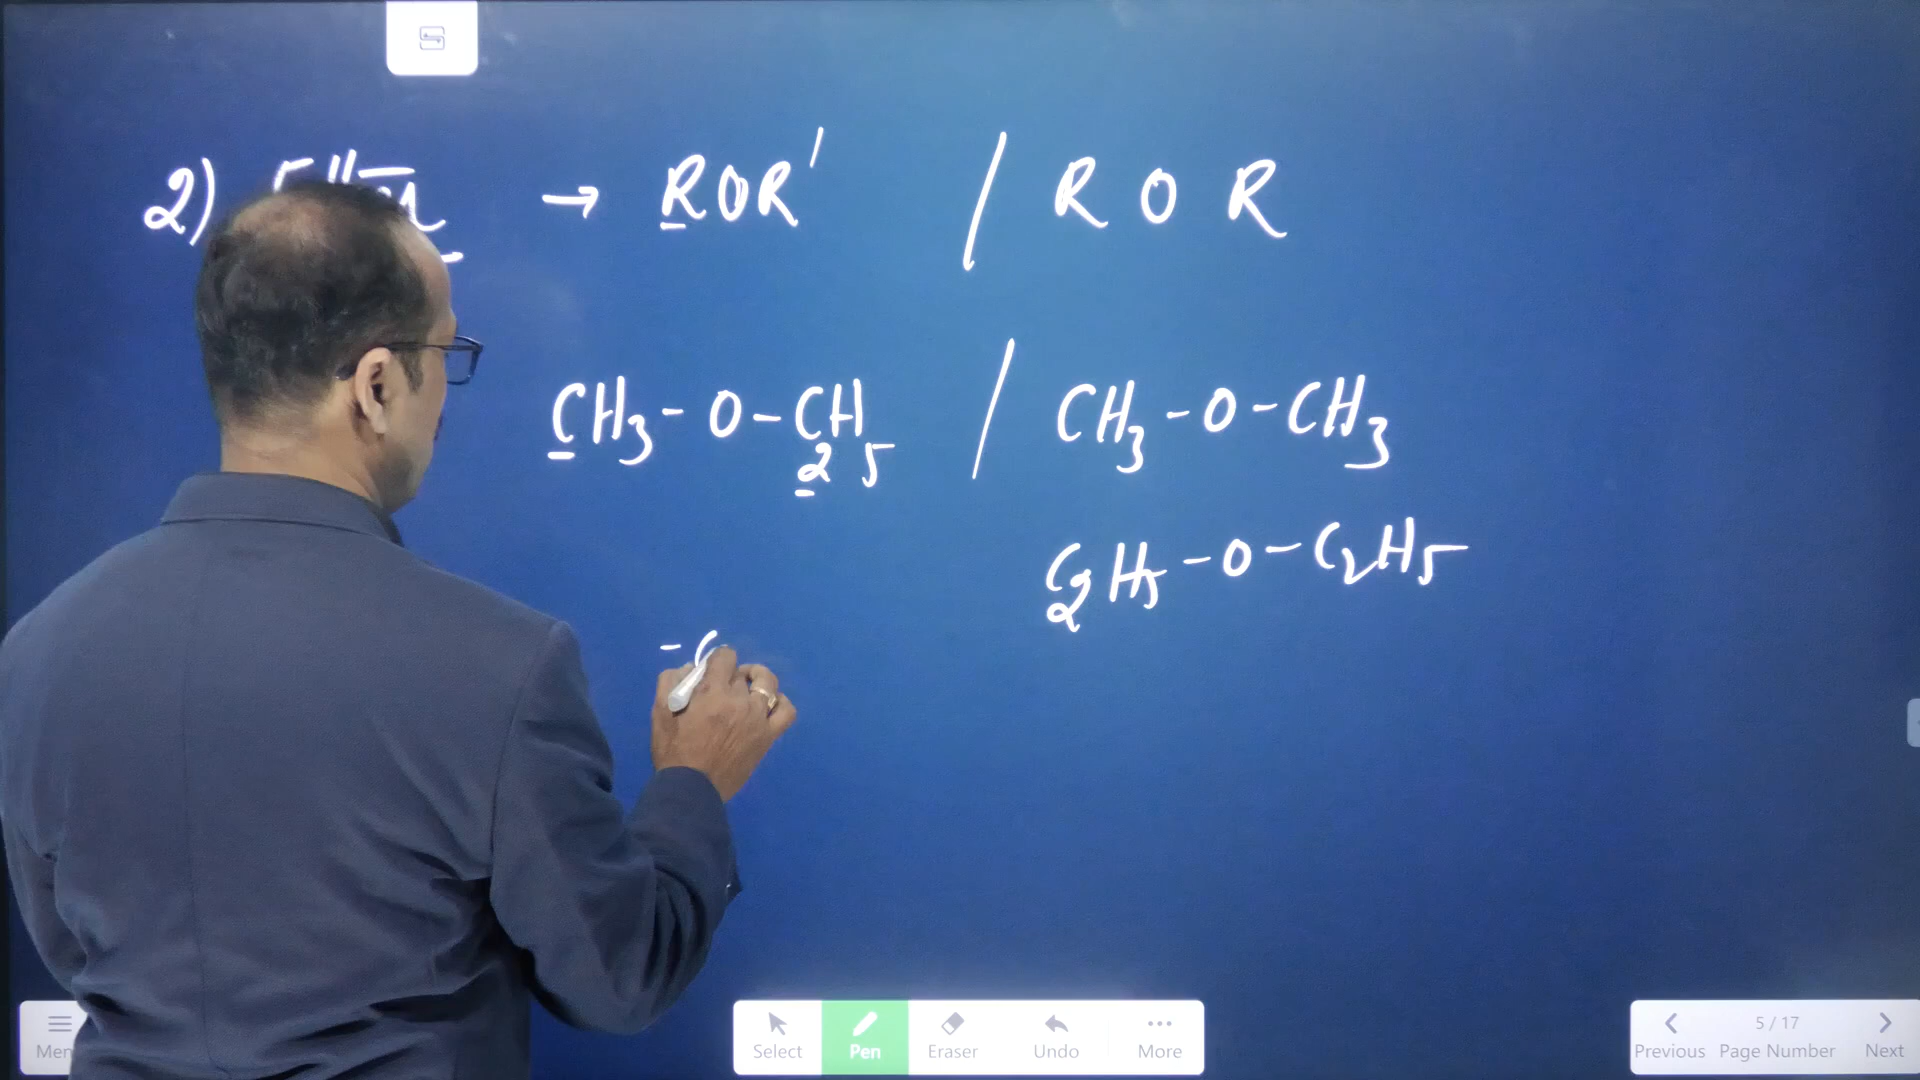 2) → ROR' / R O R
CH3 - O - C2H5 / CH3 - O - CH3
C2H5 - O - C2H5
-
Select Pen Eraser Undo More
Previous 5 / 17 Page Number Next